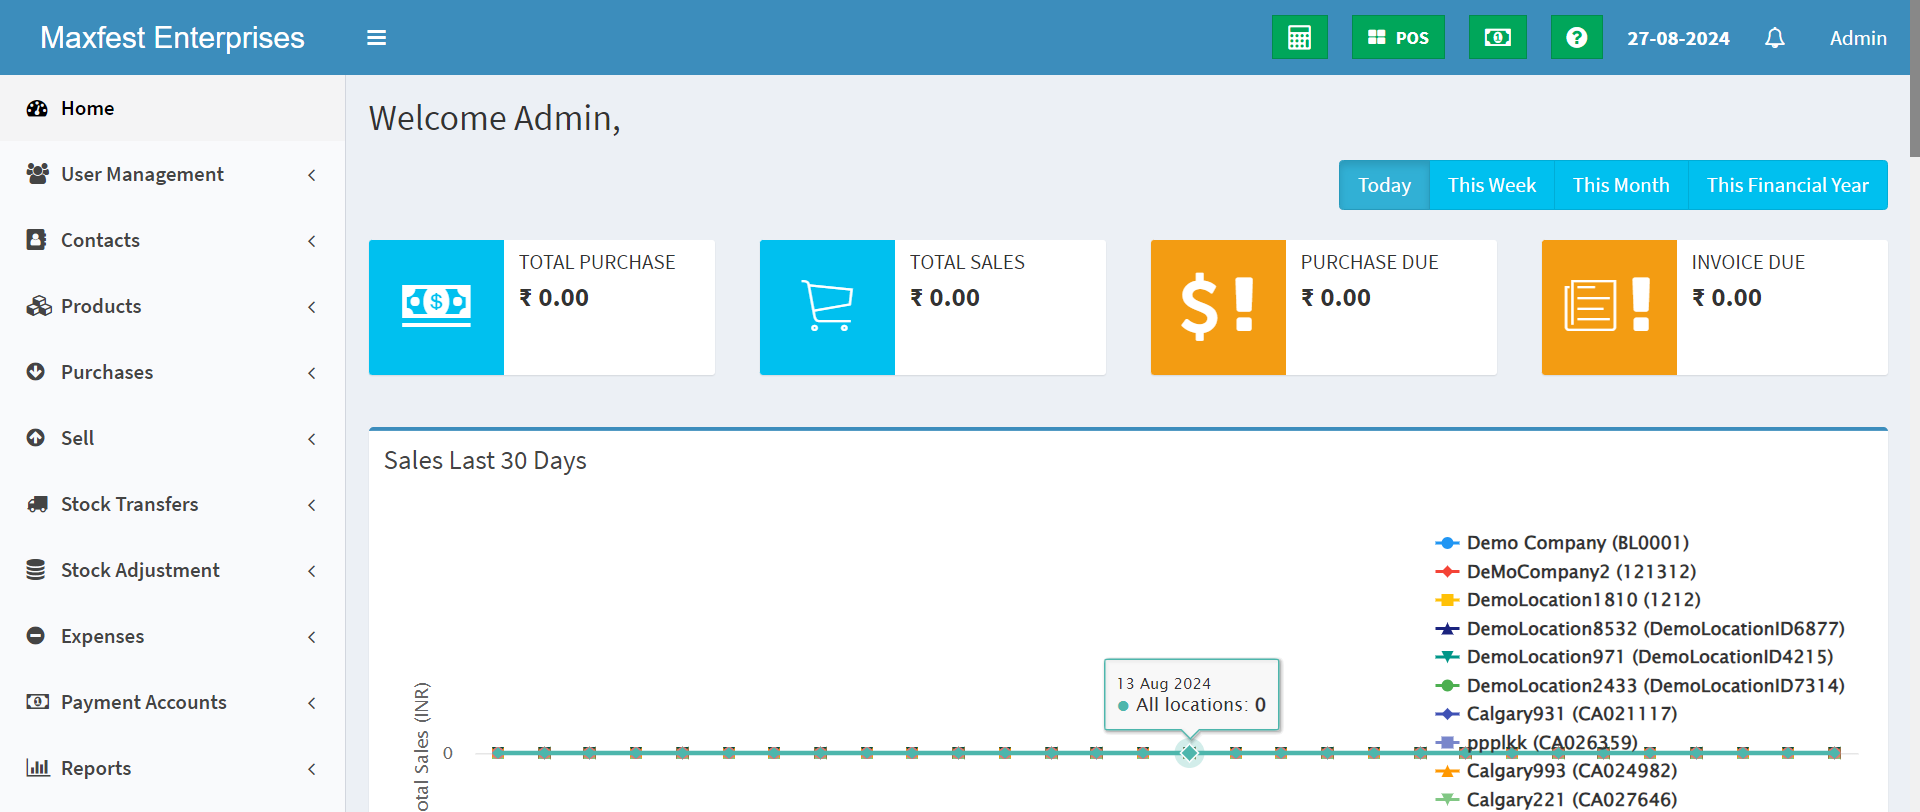 Maxfest Enterprises
POS
27-08-2024
Admin
Home
User Management
Contacts
Products
Purchases
Sell
Stock Transfers
Stock Adjustment
Expenses
Payment Accounts
Reports
Welcome Admin,
Today
This Week
This Month
This Financial Year
TOTAL PURCHASE
₹ 0.00
TOTAL SALES
₹ 0.00
PURCHASE DUE
₹ 0.00
INVOICE DUE
₹ 0.00
Sales Last 30 Days
otal Sales (INR)
0
13 Aug 2024
All locations: 0
Demo Company (BL0001)
DeMoCompany2 (121312)
DemoLocation1810 (1212)
DemoLocation8532 (DemoLocationID6877)
DemoLocation971 (DemoLocationID4215)
DemoLocation2433 (DemoLocationID7314)
Calgary931 (CA021117)
ppplkk (CA026359)
Calgary993 (CA024982)
Calgary221 (CA027646)